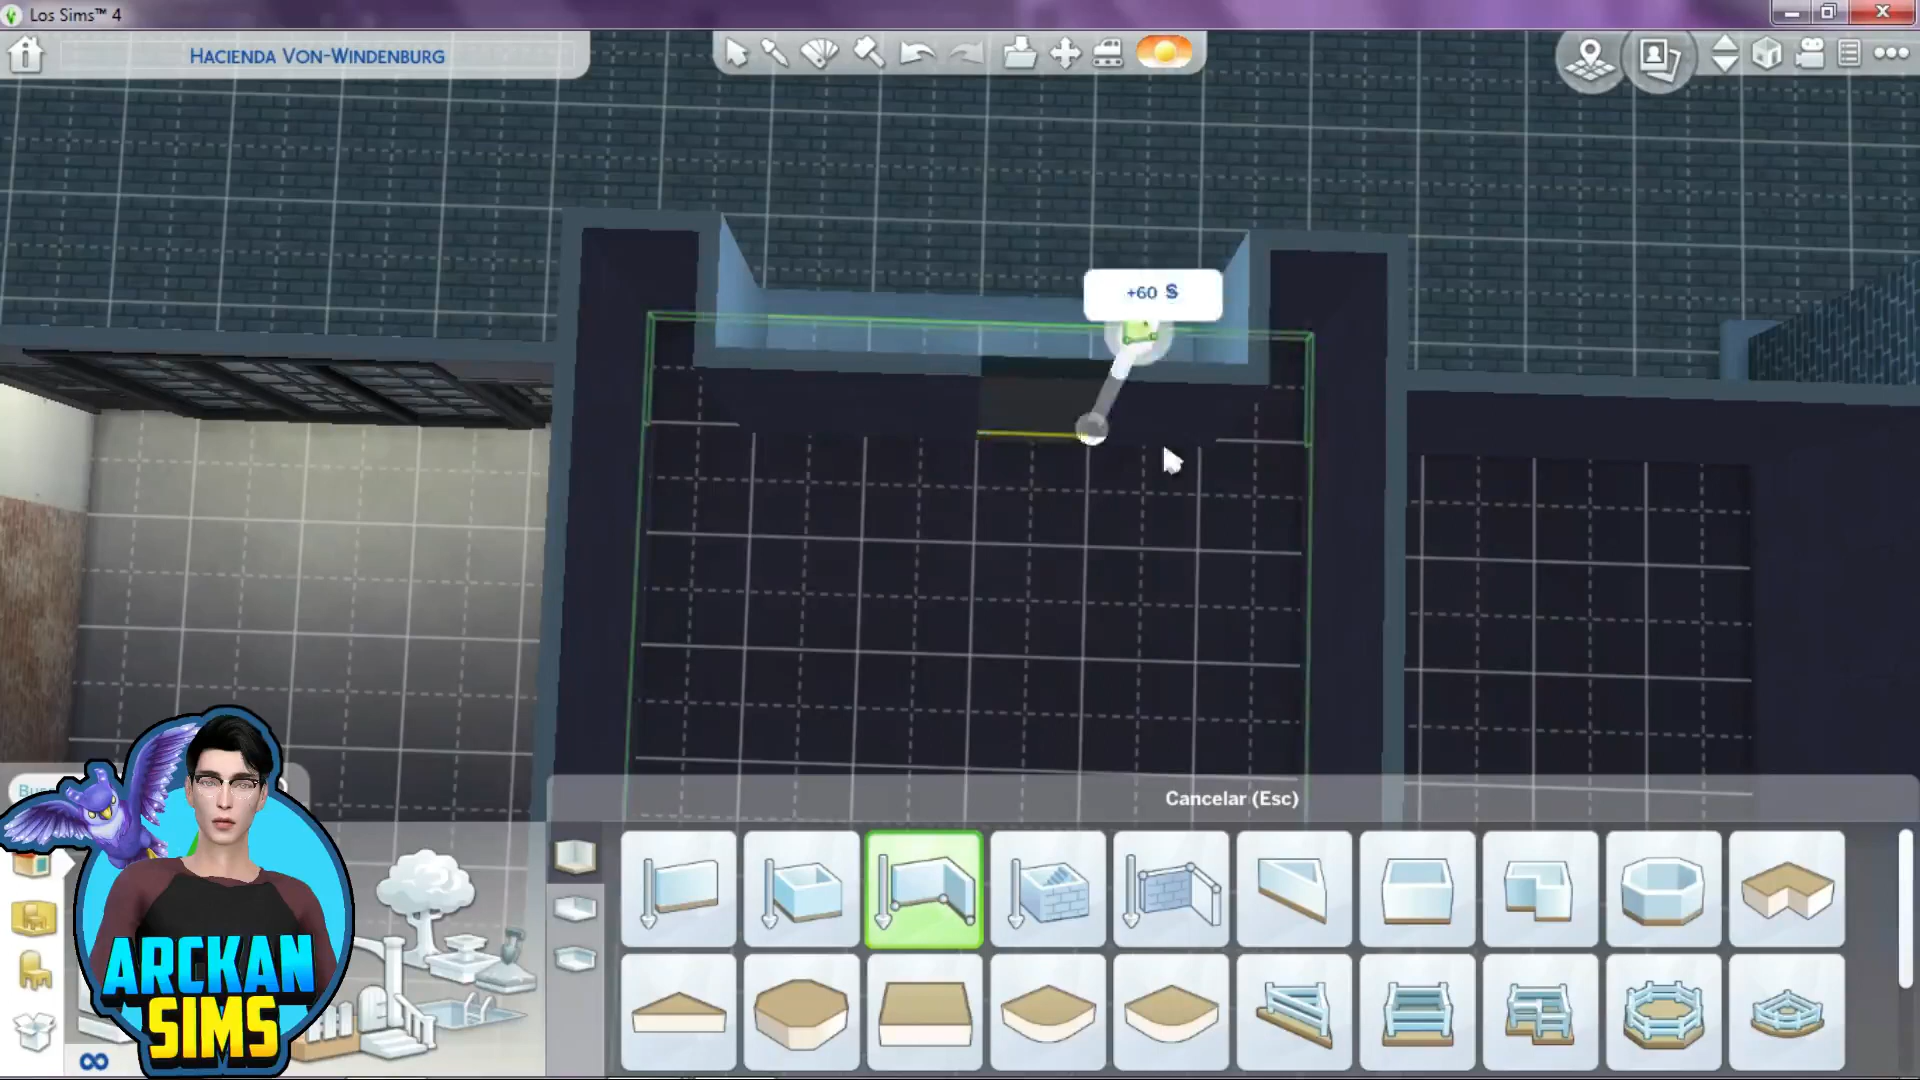 Los Sims™ 4
HACIENDA VON-WINDENBURG
+60 $
Cancelar (Esc)
ARCKAN
SIMS